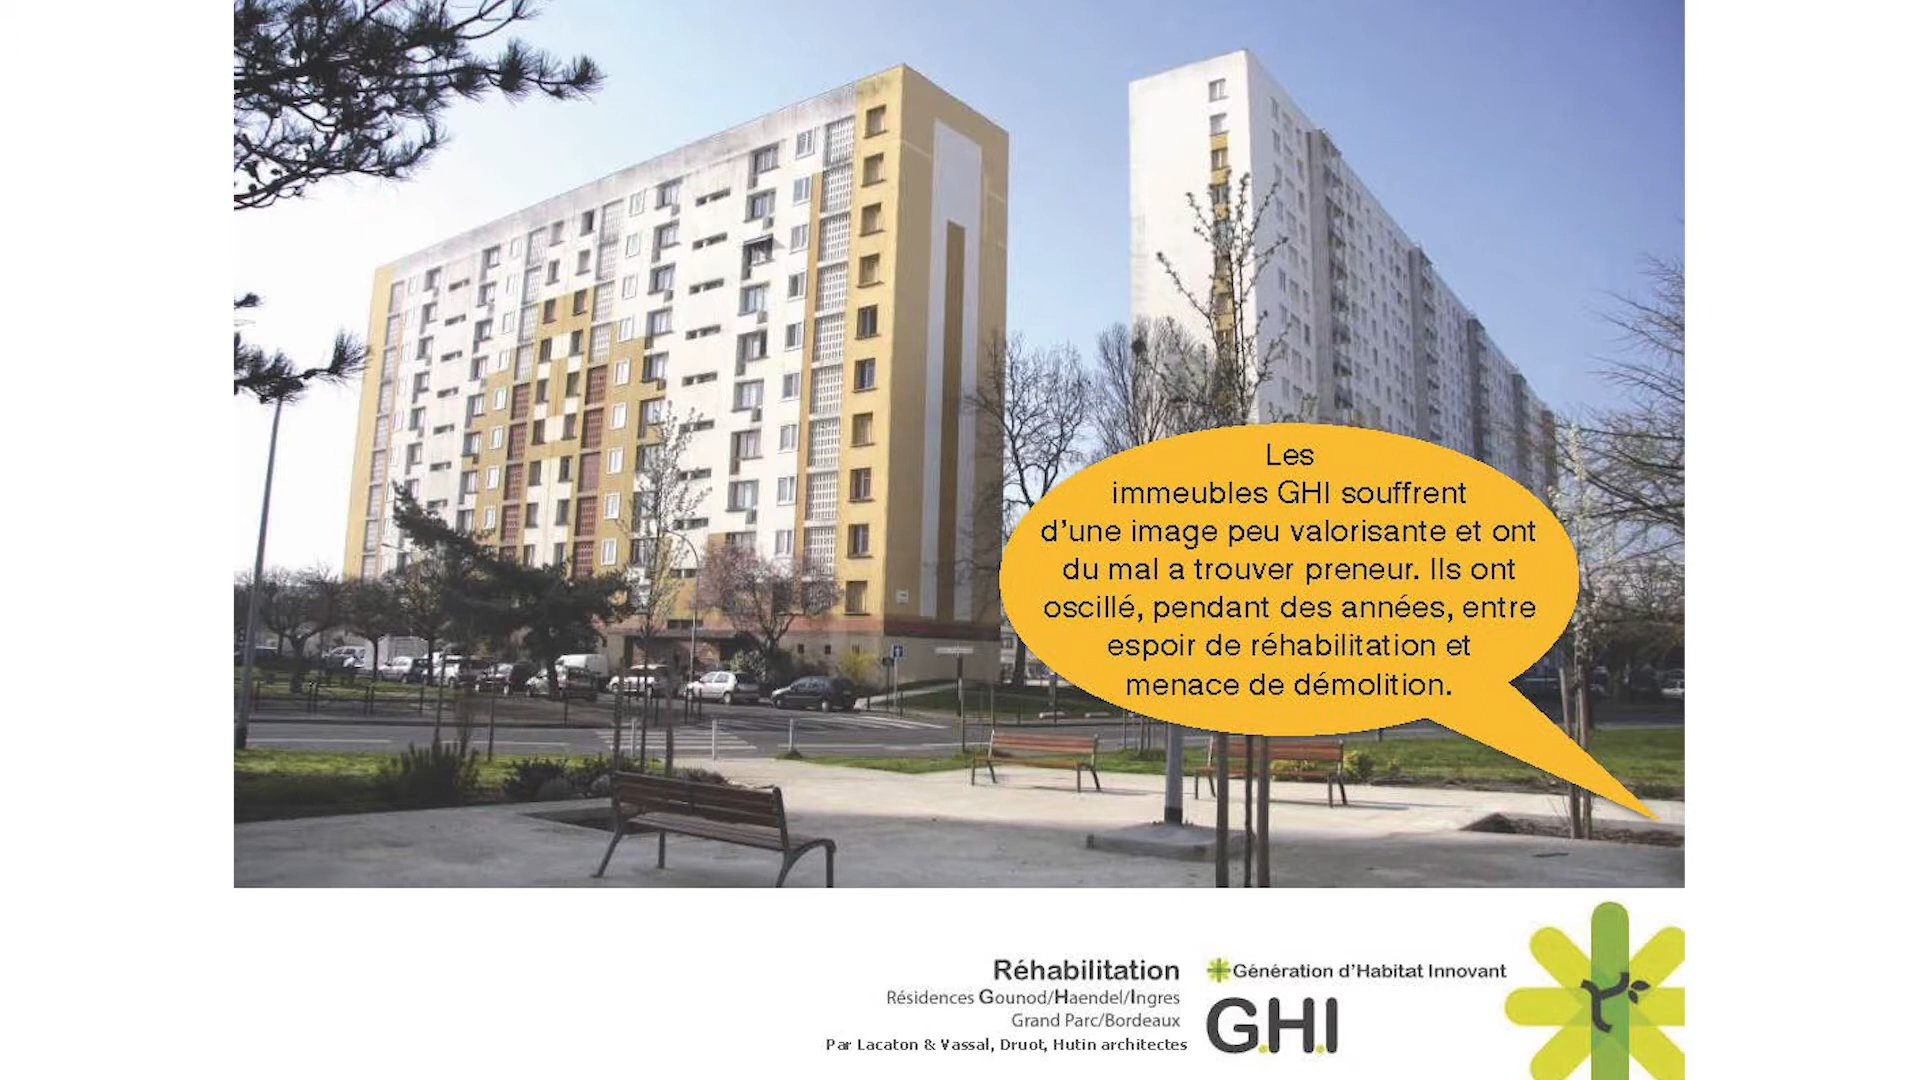 Les
immeubles GHI souffrent
d’une image peu valorisante et ont
du mal a trouver preneur. Ils ont
oscillé, pendant des années, entre
espoir de réhabilitation et
menace de démolition.
Réhabilitation
Résidences Gounod/Haendel/Ingres
Grand Parc/Bordeaux
Par Lacaton & Vassal, Druot, Hutin architectes
Génération d’Habitat Innovant
G.H.I